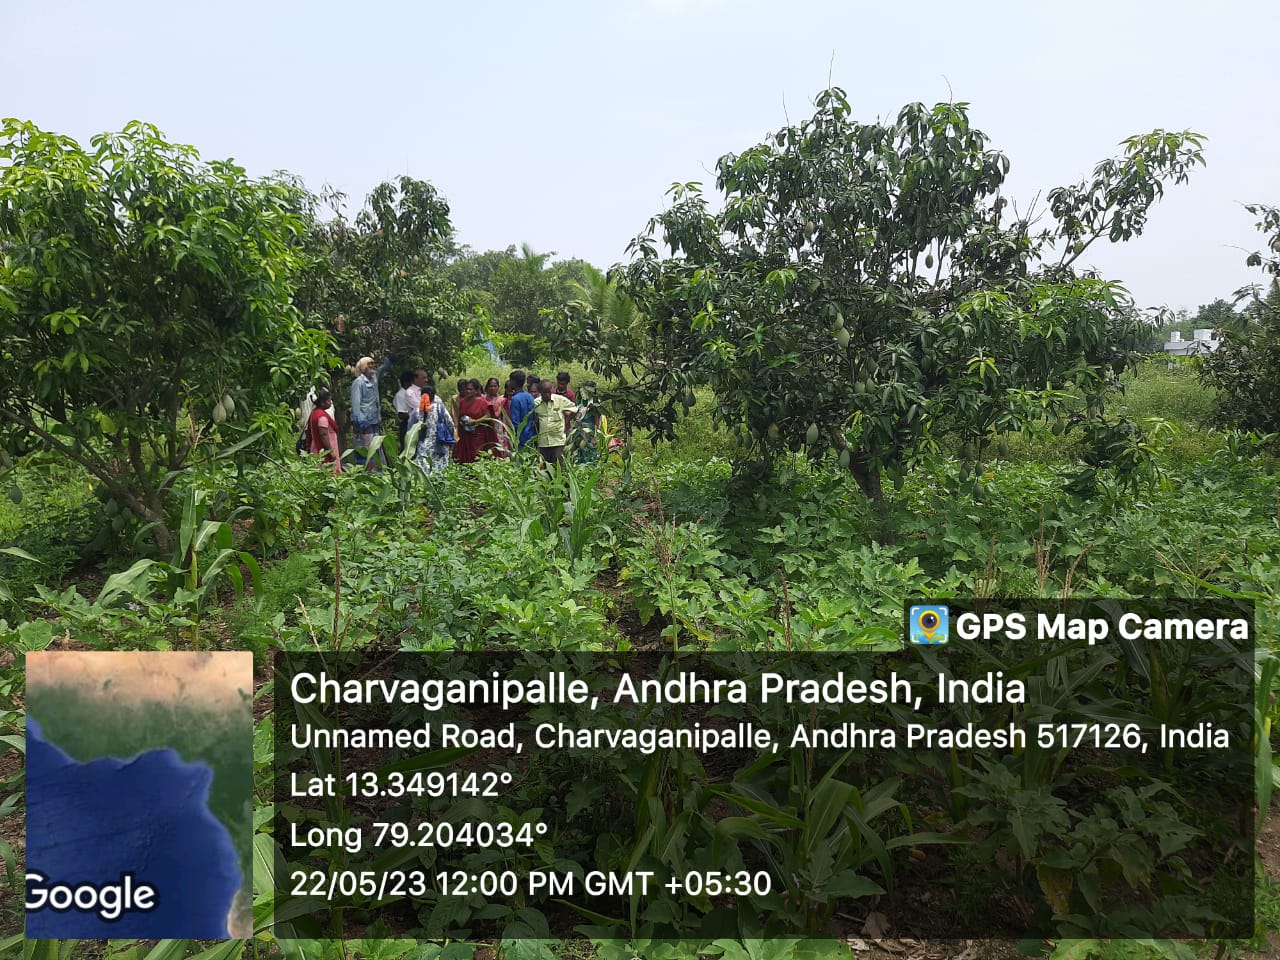 GPS Map Camera
Charvaganipalle, Andhra Pradesh, India
Unnamed Road, Charvaganipalle, Andhra Pradesh 517126, India
Lat 13.349142°
Long 79.204034°
22/05/23 12:00 PM GMT +05:30
Google